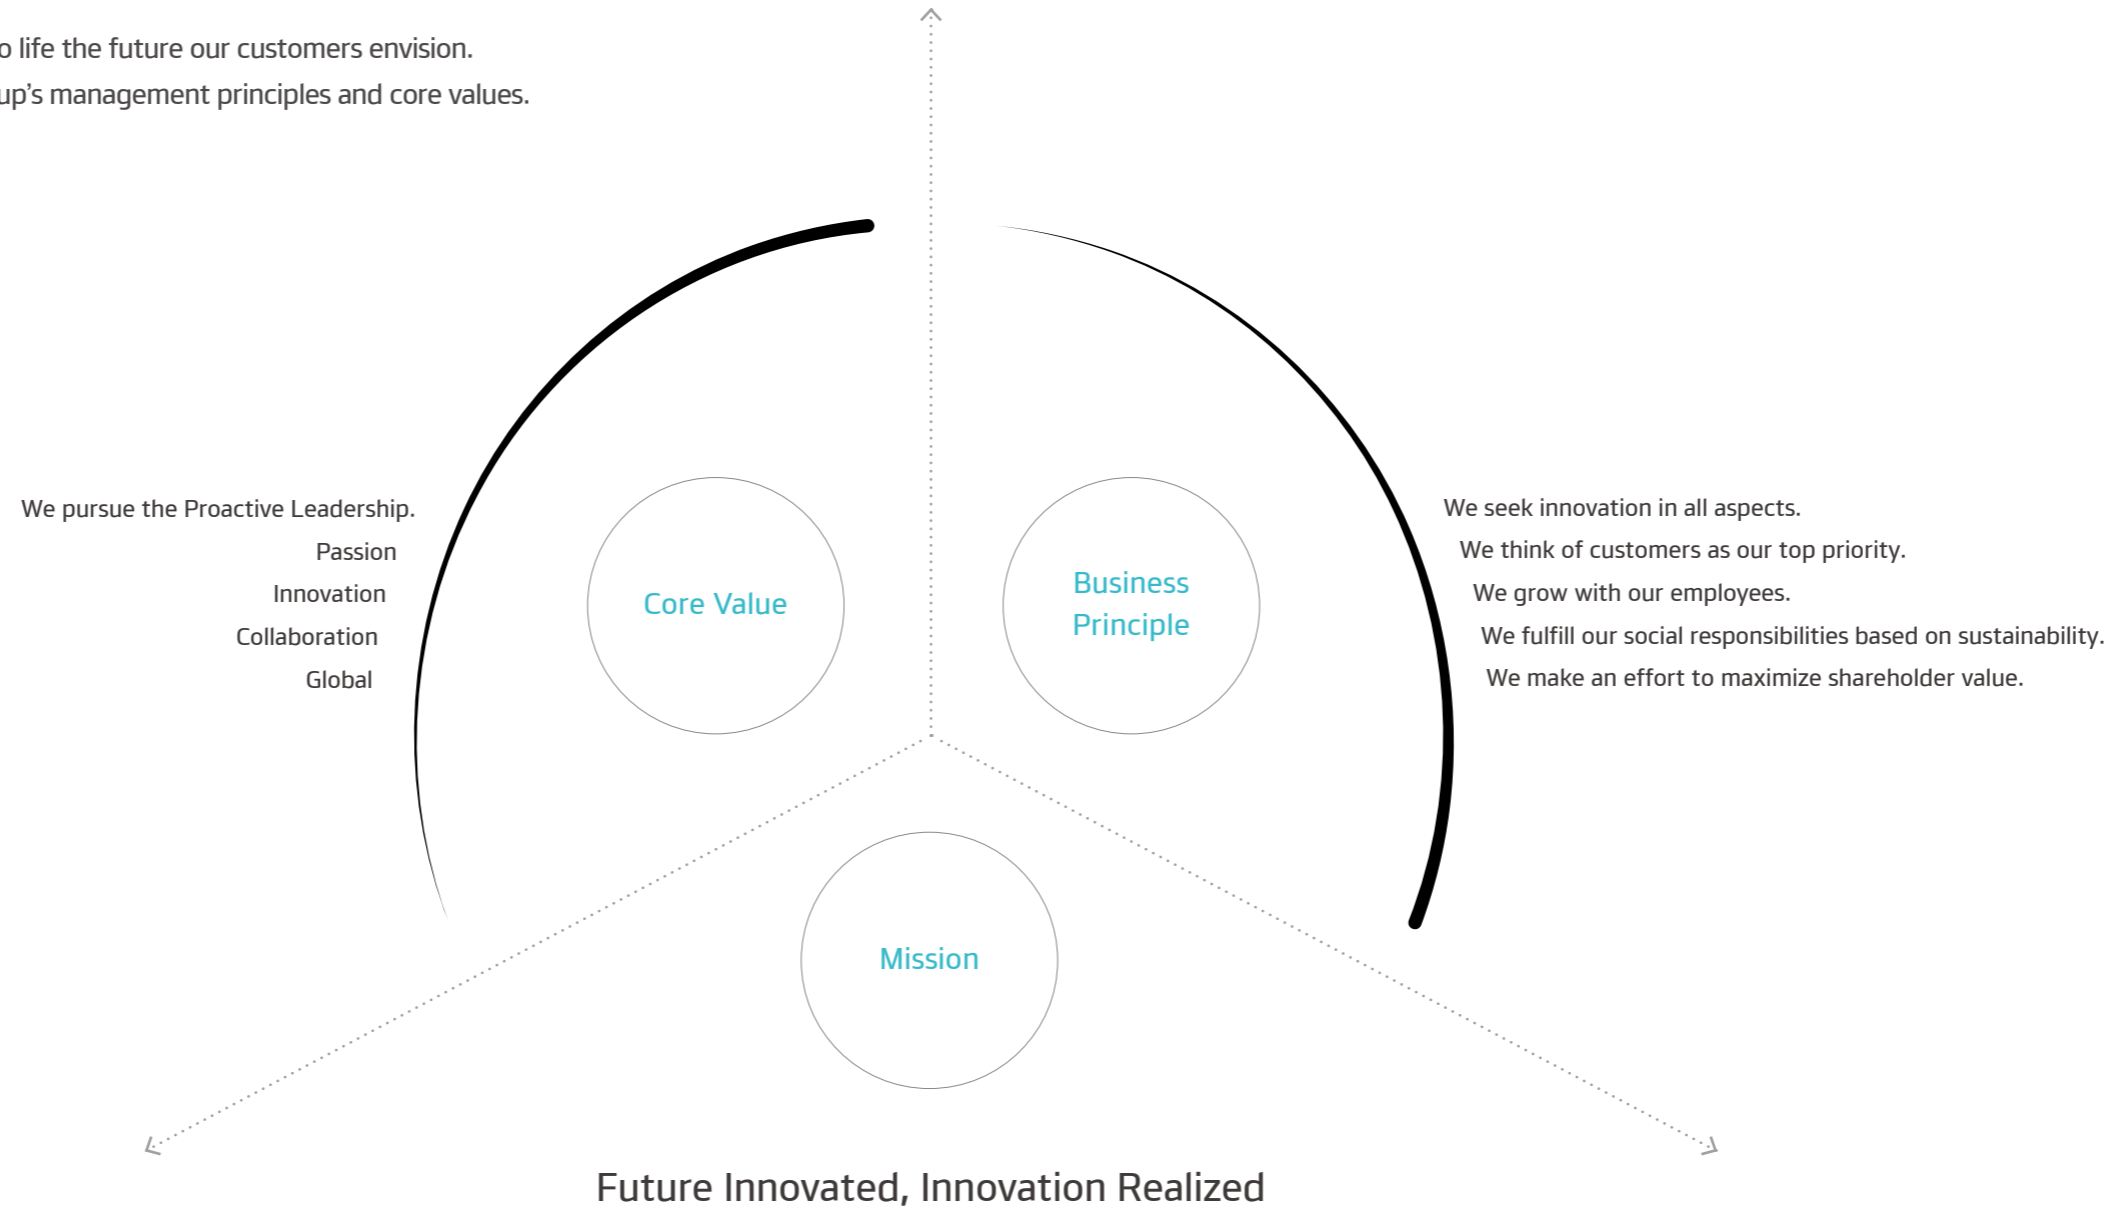 o life the future our customers envision.
up's management principles and core values.
We pursue the Proactive Leadership.
Passion
Innovation
Collaboration
Global
Core Value
Business
Principle
We seek innovation in all aspects.
We think of customers as our top priority.
We grow with our employees.
We fulfill our social responsibilities based on sustainability.
We make an effort to maximize shareholder value.
Mission
Future Innovated, Innovation Realized